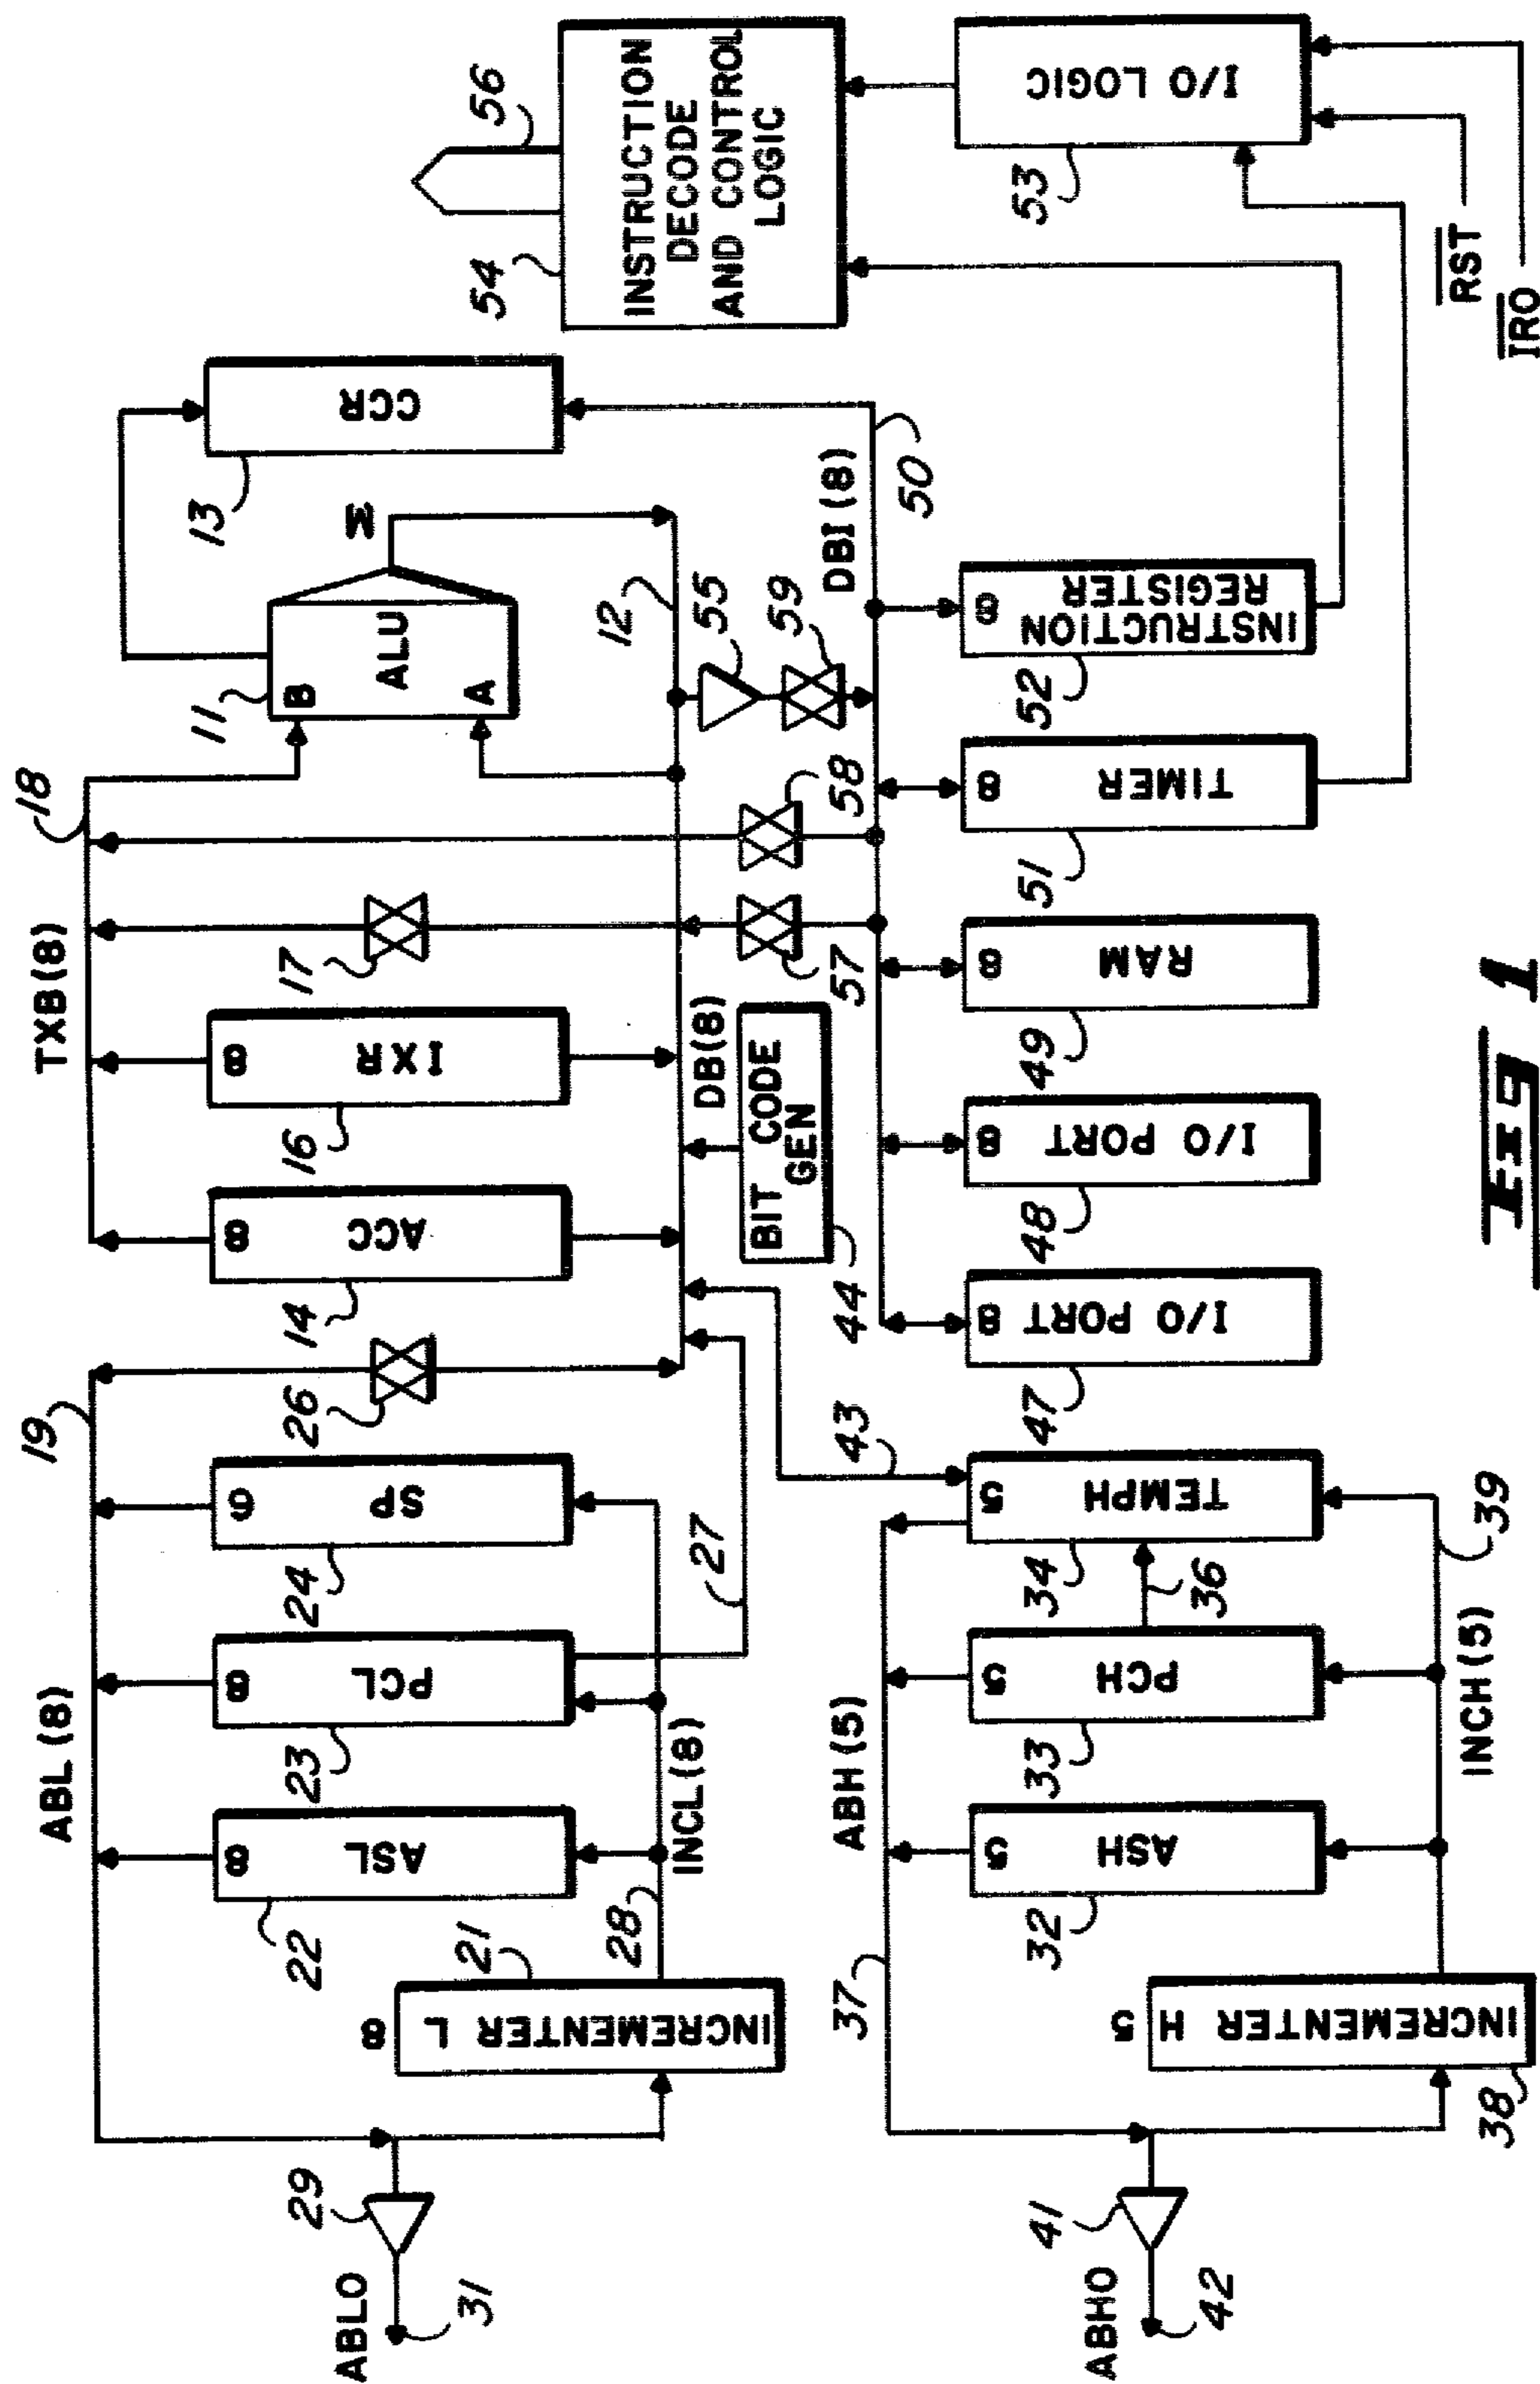 ABL (8)
19
TXB (8)
18
ABLO
31
29
INCREMENTER L 8
21
22
ASL
8
23
PCL
8
24
SP
6
26
14
ACC
8
16
IXR
8
17
11
B
ALU
A
Σ
13
CCR
54
56
INSTRUCTION
DECODE
AND CONTROL
LOGIC
28
INCL (8)
27
DB (8)
12
44
BIT CODE
GEN
57
58
55
59
DBI (8)
50
ABHO
42
41
37
ABH (5)
43
INCREMENTER H 5
38
32
ASH
5
33
PCH
5
36
34
TEMPH
5
INCH (5)
39
47
I/O PORT
8
48
I/O PORT
8
49
RAM
8
51
TIMER
8
52
INSTRUCTION
REGISTER
8
53
I/O LOGIC
RST
IRO
FIG 1